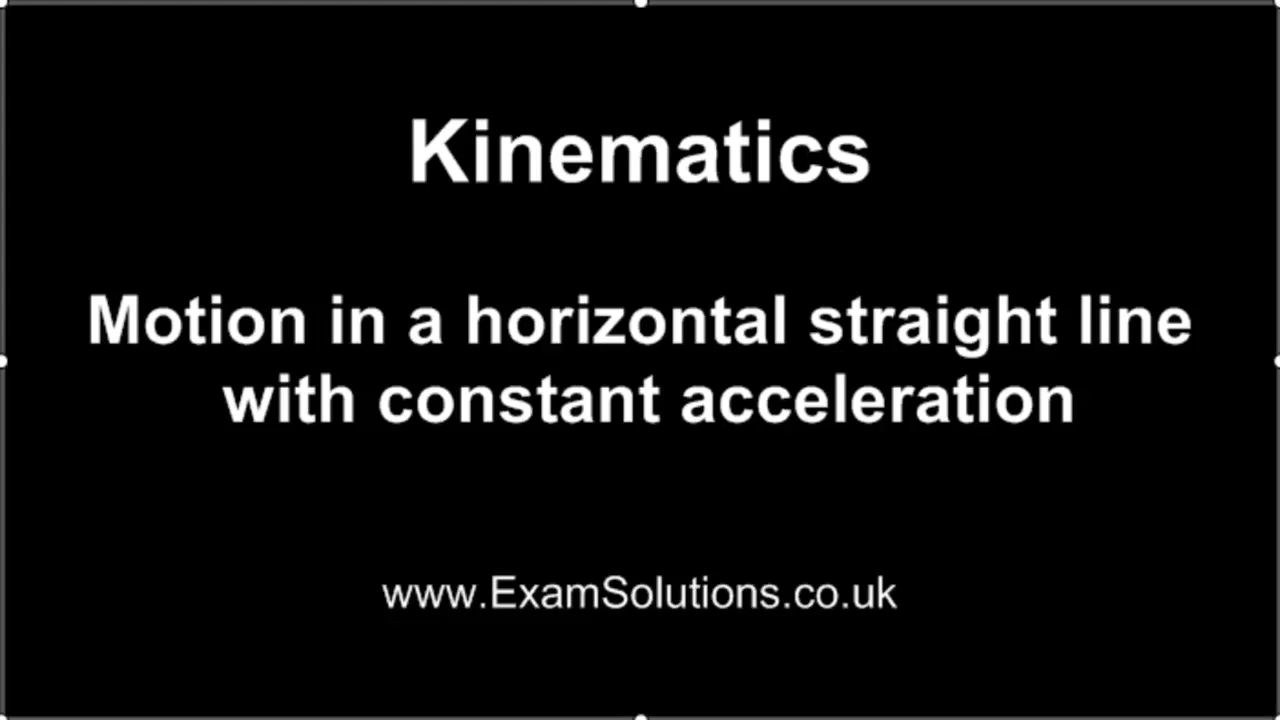 Kinematics
Motion in a horizontal straight line
with constant acceleration
www.ExamSolutions.co.uk